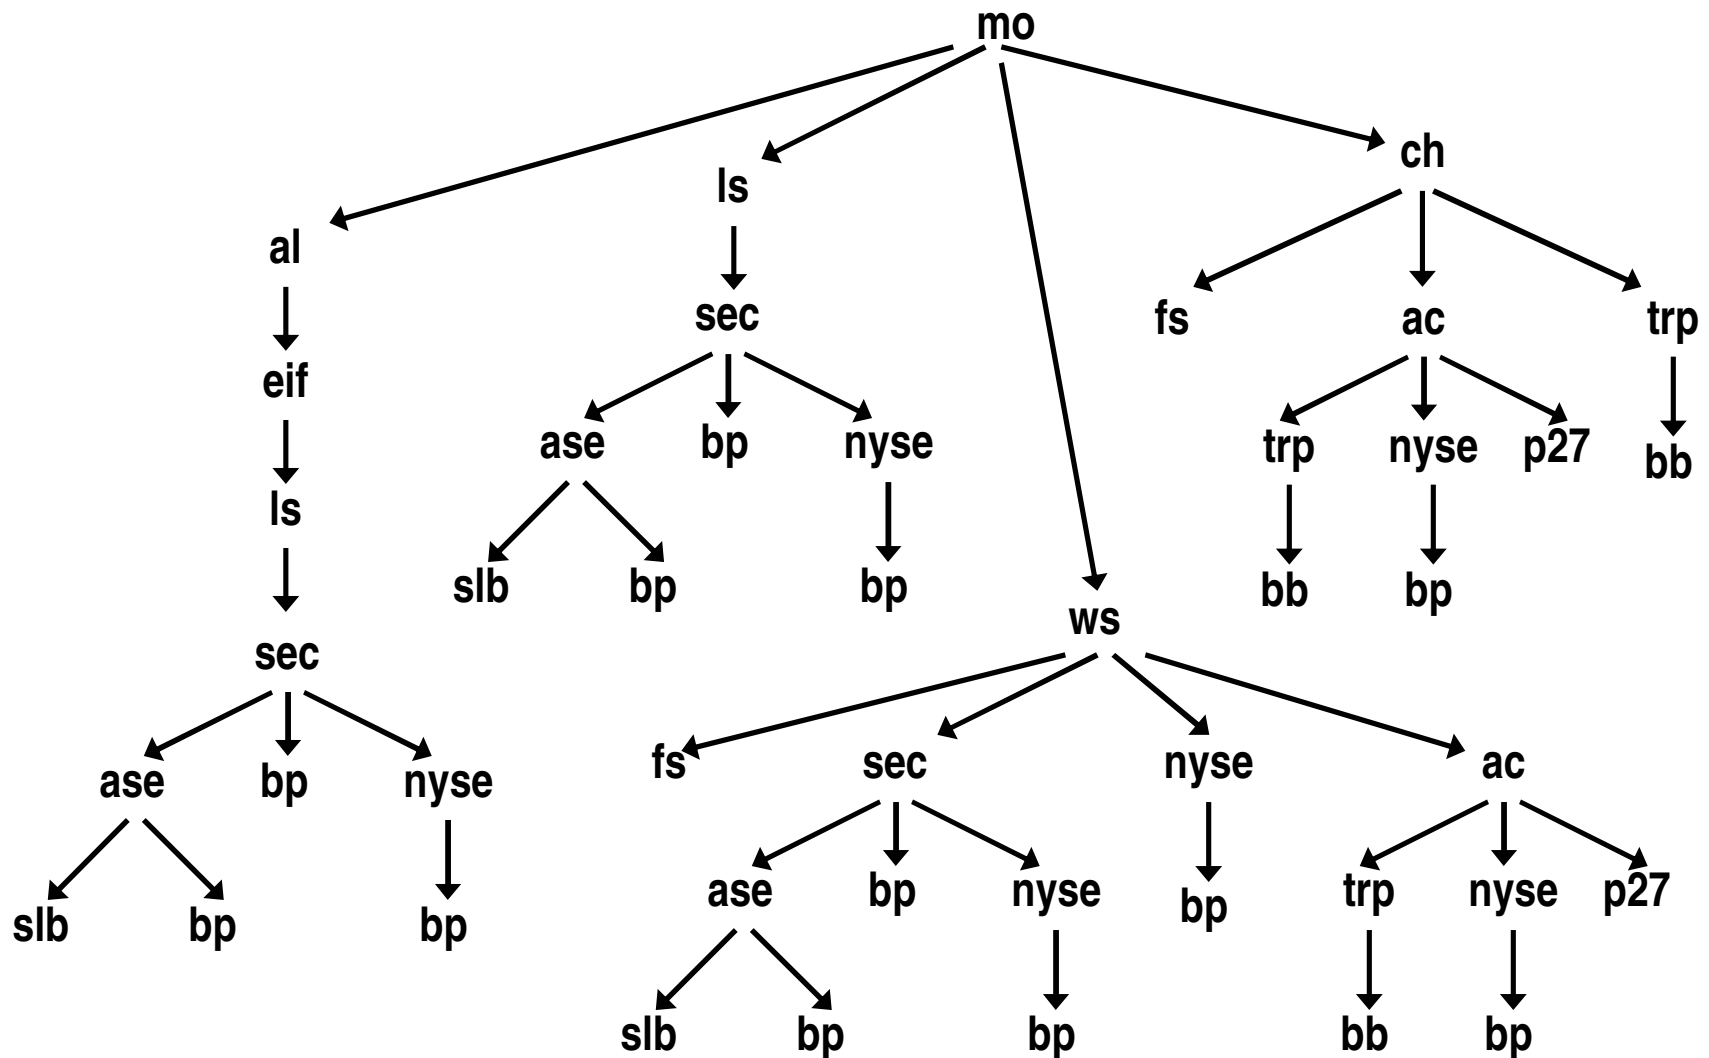 mo
ch
ls
al
fs ac trp
sec
eif
ase bp nyse
trp nyse p27
bb
ls
slb bp bp
bb bp
ws
sec
fs sec nyse ac
ase bp nyse
ase bp nyse
bp
trp nyse p27
slb bp bp
slb bp bp
bb bp